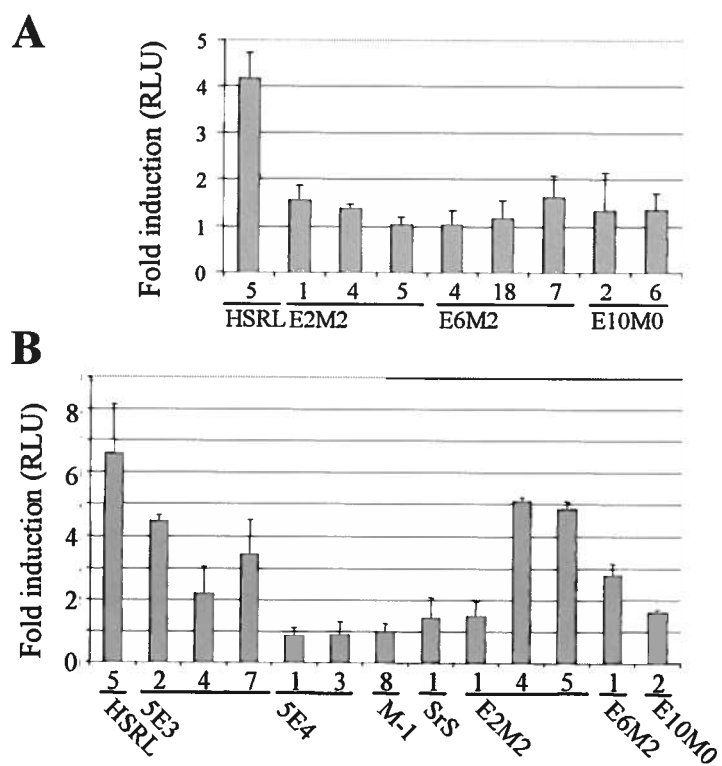 A
Fold induction (RLU)
5
4
3
2
1
0
5 1 4 5 4 18 7 2 6
HSRL E2M2 E6M2 E10M0
B
Fold induction (RLU)
8
6
4
2
0
5 2 4 7 1 3 8 1 1 4 5 1 2
HSRL 5E3 5E4 M-1 SrS E2M2 E6M2 E10M0